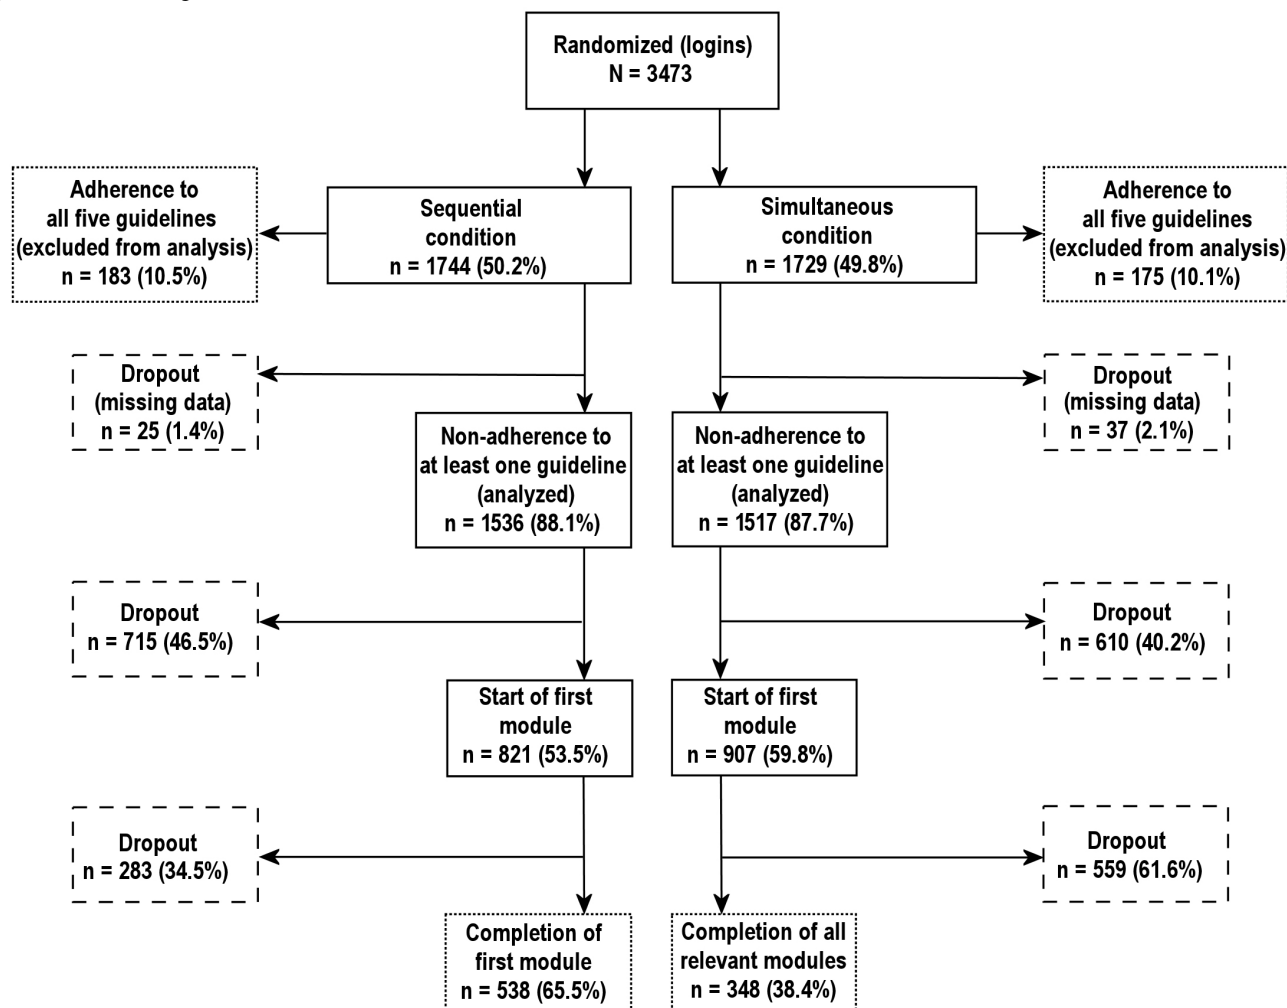 Randomized (logins)
N = 3473
Adherence to
all five guidelines
(excluded from analysis)
n = 183 (10.5%)
Sequential
condition
n = 1744 (50.2%)
Simultaneous
condition
n = 1729 (49.8%)
Adherence to
all five guidelines
(excluded from analysis)
n = 175 (10.1%)
Dropout
(missing data)
n = 25 (1.4%)
Non-adherence to
at least one guideline
(analyzed)
n = 1536 (88.1%)
Non-adherence to
at least one guideline
(analyzed)
n = 1517 (87.7%)
Dropout
(missing data)
n = 37 (2.1%)
Dropout
n = 715 (46.5%)
Start of first
module
n = 821 (53.5%)
Start of first
module
n = 907 (59.8%)
Dropout
n = 610 (40.2%)
Dropout
n = 283 (34.5%)
Completion of
first module
n = 538 (65.5%)
Completion of all
relevant modules
n = 348 (38.4%)
Dropout
n = 559 (61.6%)